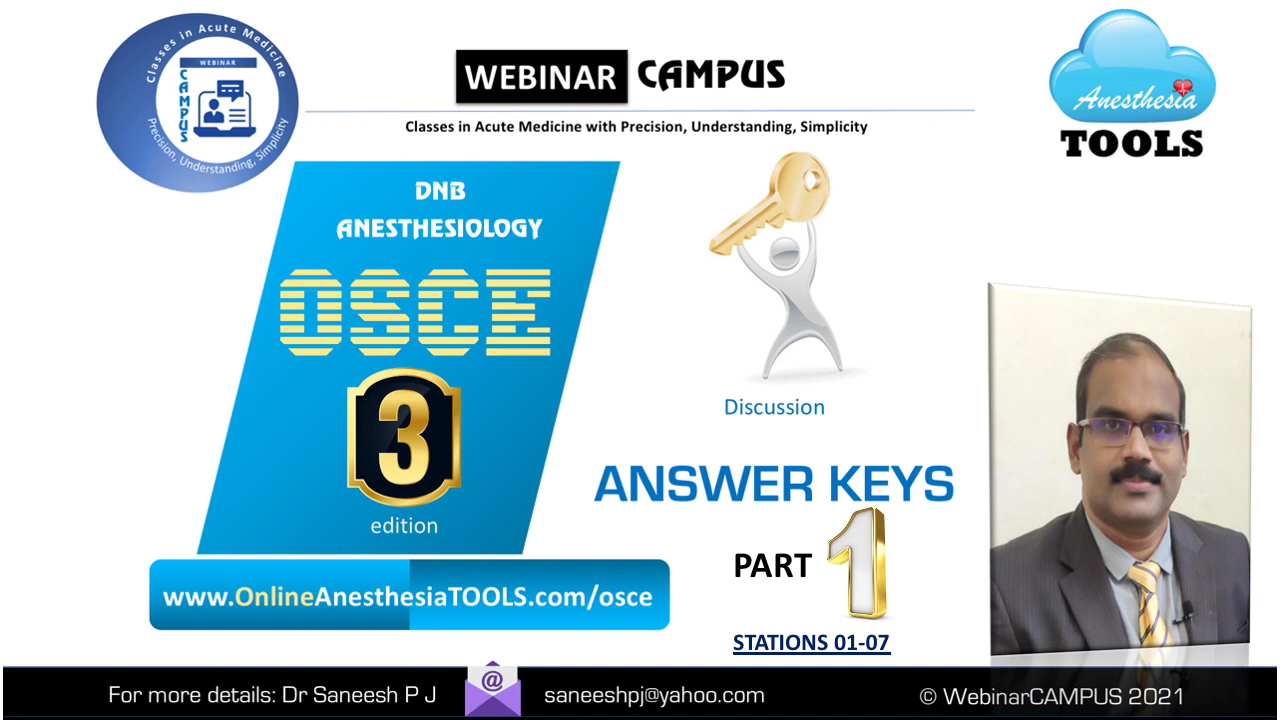 Classes in Acute Medicine
WEBINAR
CAMPUS
Precision, Understanding, Simplicity
WEBINAR CAMPUS
Classes in Acute Medicine with Precision, Understanding, Simplicity
Anesthesia
TOOLS
DNB
ANESTHESIOLOGY
OSCE
3
edition
Discussion
ANSWER KEYS
PART 1
www.OnlineAnesthesiaTOOLS.com/osce
STATIONS 01-07
For more details: Dr Saneesh P J @ saneeshpj@yahoo.com © WebinarCAMPUS 2021